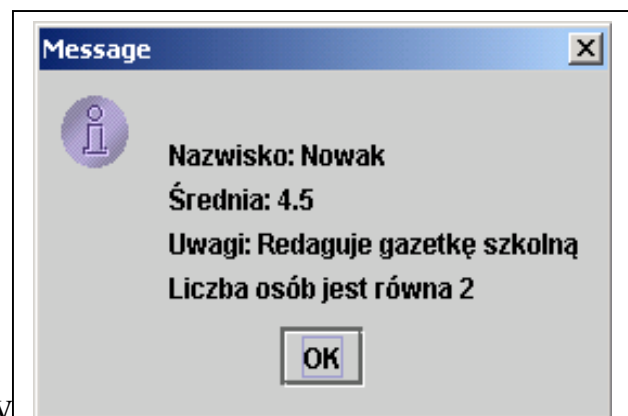 Message
Nazwisko: Nowak
Średnia: 4.5
Uwagi: Redaguje gazetkę szkolną
Liczba osób jest równa 2
OK